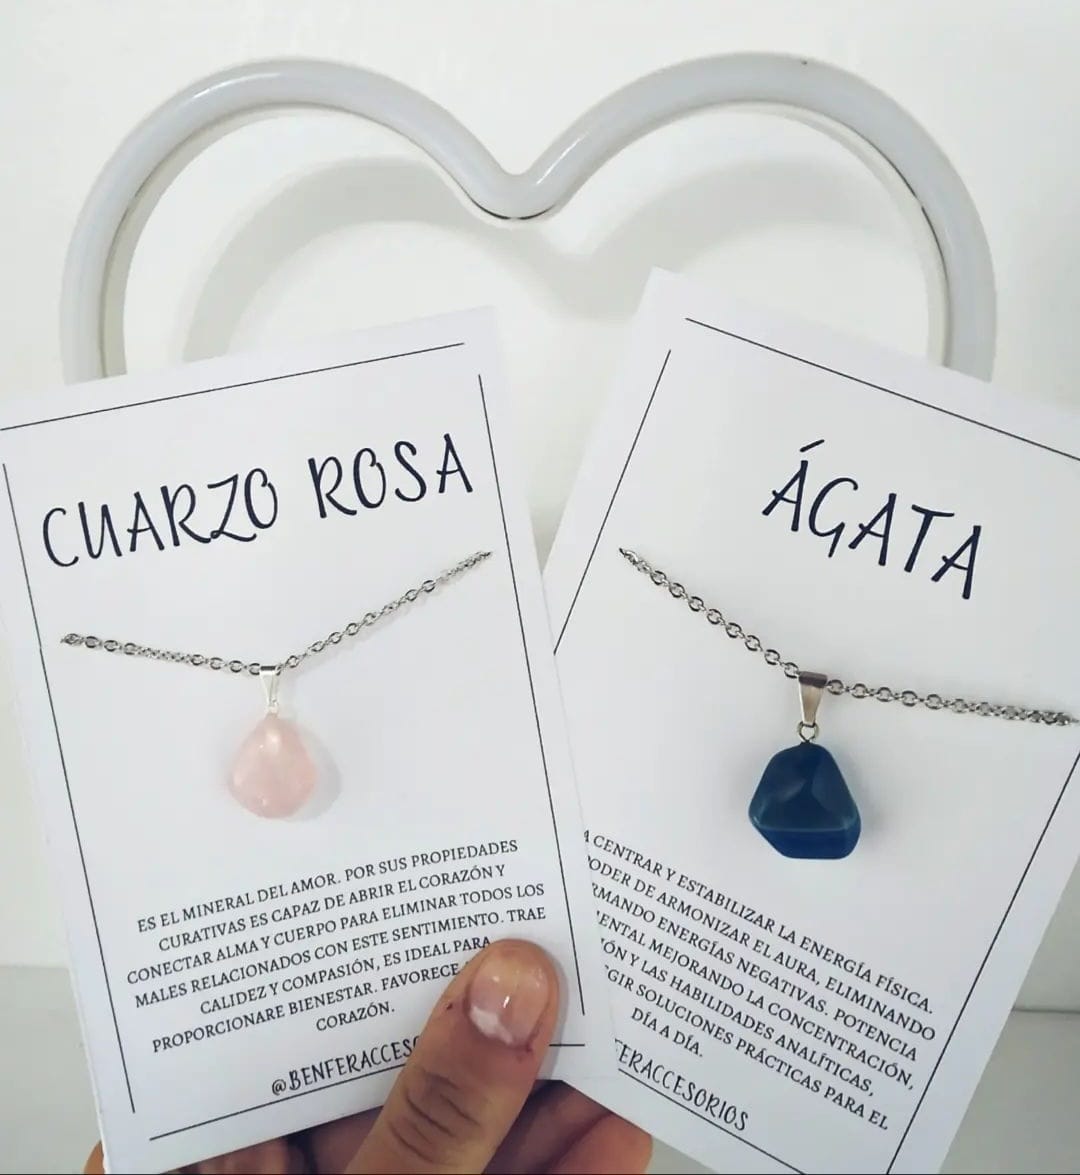 CUARZO ROSA
ES EL MINERAL DEL AMOR. POR SUS PROPIEDADES
CURATIVAS ES CAPAZ DE ABRIR EL CORAZÓN Y
CONECTAR ALMA Y CUERPO PARA ELIMINAR TODOS LOS
MALES RELACIONADOS CON ESTE SENTIMIENTO. TRAE
CALIDEZ Y COMPASIÓN, ES IDEAL PARA
PROPORCIONARE BIENESTAR. FAVORECE
CORAZÓN.
@BENFERACCES
ÁGATA
A CENTRAR Y ESTABILIZAR LA ENERGÍA FÍSICA.
ODER DE ARMONIZAR EL AURA, ELIMINANDO
RMANDO ENERGÍAS NEGATIVAS. POTENCIA
ENTAL MEJORANDO LA CONCENTRACIÓN,
ÓN Y LAS HABILIDADES ANALÍTICAS,
GIR SOLUCIONES PRÁCTICAS PARA EL
DÍA A DÍA.
FERACCESORIOS